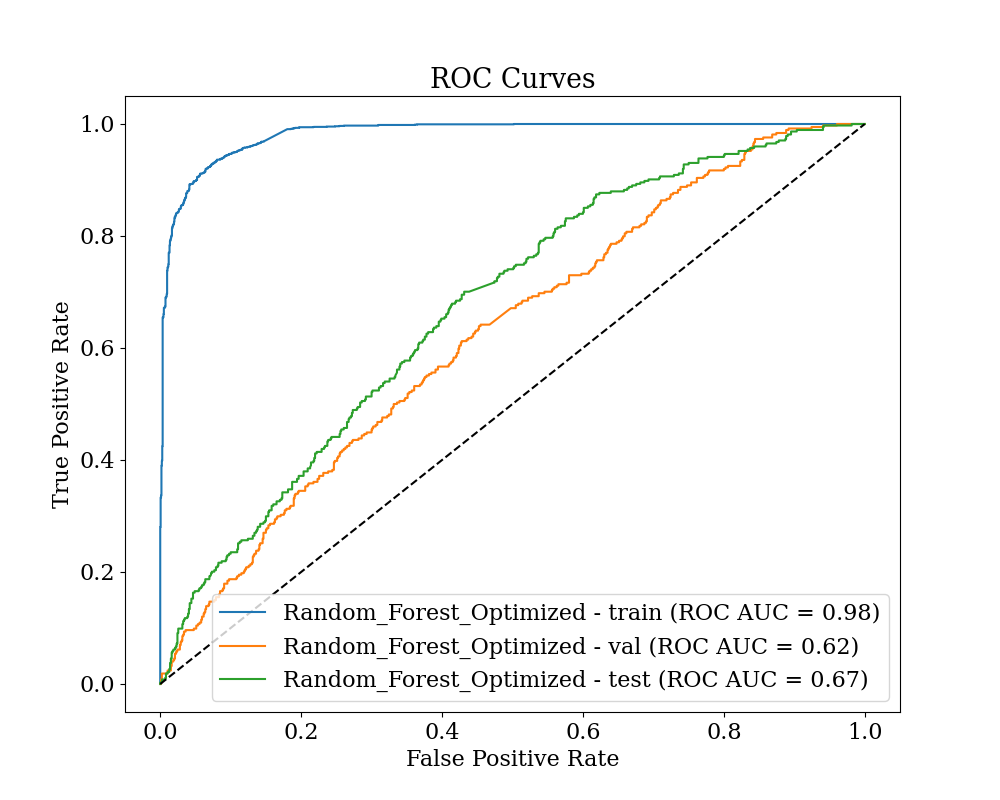 ROC Curves
True Positive Rate
1.0
0.8
0.6
0.4
0.2
0.0
Random_Forest_Optimized - train (ROC AUC = 0.98)
Random_Forest_Optimized - val (ROC AUC = 0.62)
Random_Forest_Optimized - test (ROC AUC = 0.67)
0.0 0.2 0.4 0.6 0.8 1.0
False Positive Rate